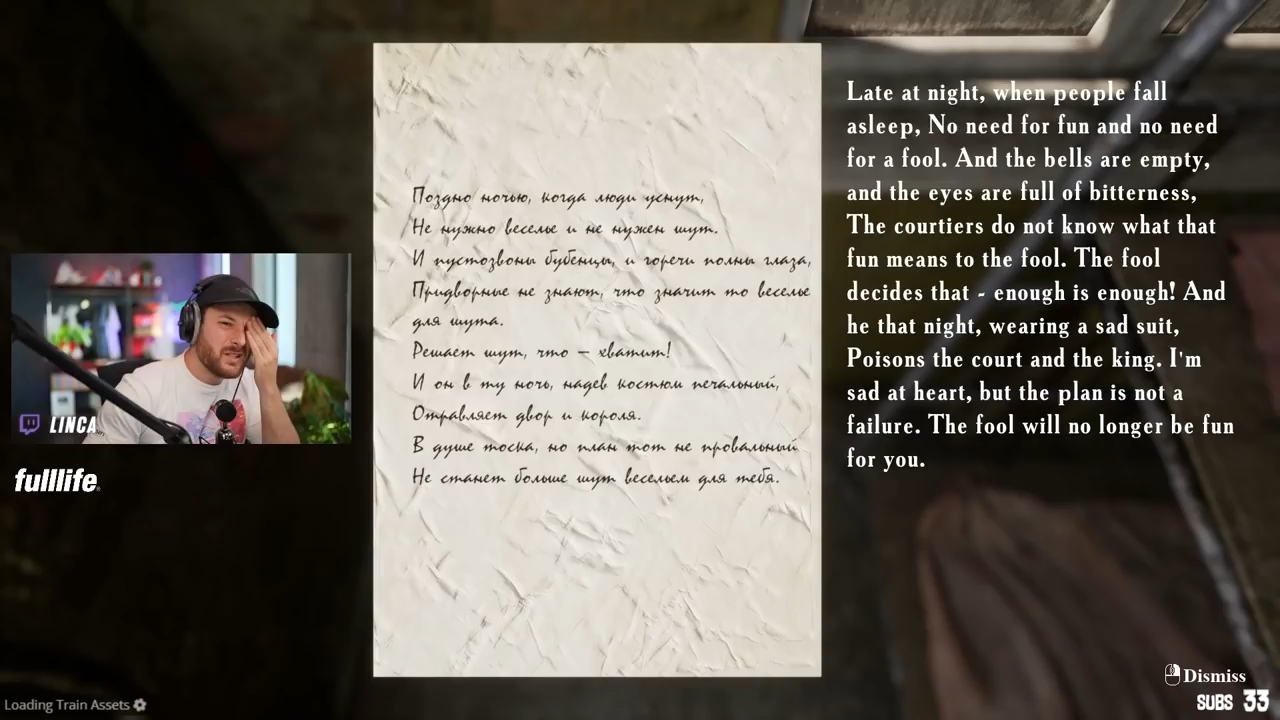 Поздно ночью, когда люди уснут,
Не нужно веселье и не нужен шут.
И пустозвоны бубенцы, и горечи полны глаза,
Придворные не знают, что значит то веселье
для шута.
Решает шут, что — хватит!
И он в ту ночь, надев костюм печальный,
Отравляет двор и короля.
В душе тоска, но план тот не провальный
Не станет больше шут весельем для тебя.
Late at night, when people fall
asleep, No need for fun and no need
for a fool. And the bells are empty,
and the eyes are full of bitterness,
The courtiers do not know what that
fun means to the fool. The fool
decides that - enough is enough! And
he that night, wearing a sad suit,
Poisons the court and the king. I'm
sad at heart, but the plan is not a
failure. The fool will no longer be fun
for you.
LINCA
fulllife
Dismiss
SUBS 33
Loading Train Assets